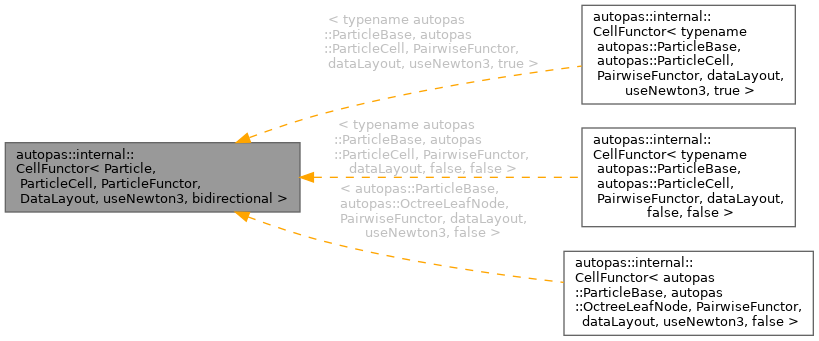 autopas::internal::
CellFunctor< Particle,
ParticleCell, ParticleFunctor,
DataLayout, useNewton3, bidirectional >
< typename autopas
::ParticleBase, autopas
::ParticleCell, PairwiseFunctor,
dataLayout, useNewton3, true >
autopas::internal::
CellFunctor< typename
autopas::ParticleBase,
autopas::ParticleCell,
PairwiseFunctor, dataLayout,
useNewton3, true >
< typename autopas
::ParticleBase, autopas
::ParticleCell, PairwiseFunctor,
dataLayout, false, false >
autopas::internal::
CellFunctor< typename
autopas::ParticleBase,
autopas::ParticleCell,
PairwiseFunctor, dataLayout,
false, false >
< autopas::ParticleBase,
autopas::OctreeLeafNode,
PairwiseFunctor, dataLayout,
useNewton3, false >
autopas::internal::
CellFunctor< autopas
::ParticleBase, autopas
::OctreeLeafNode, PairwiseFunctor,
dataLayout, useNewton3, false >